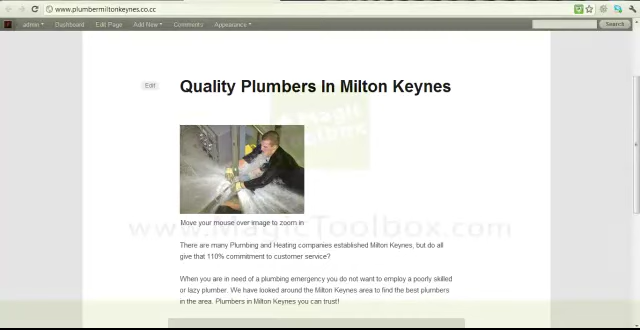 www.plumbermiltonkeynes.co.cc
admin Dashboard Edit Page Add New Comments Appearance Search
Edit
Quality Plumbers In Milton Keynes
Magic
Toolbox
Move your mouse over image to zoom in
www.MagicToolbox.com
There are many Plumbing and Heating companies established Milton Keynes, but do all
give that 110% commitment to customer service?
When you are in need of a plumbing emergency you do not want to employ a poorly skilled
or lazy plumber. We have looked around the Milton Keynes area to find the best plumbers
in the area. Plumbers in Milton Keynes you can trust!